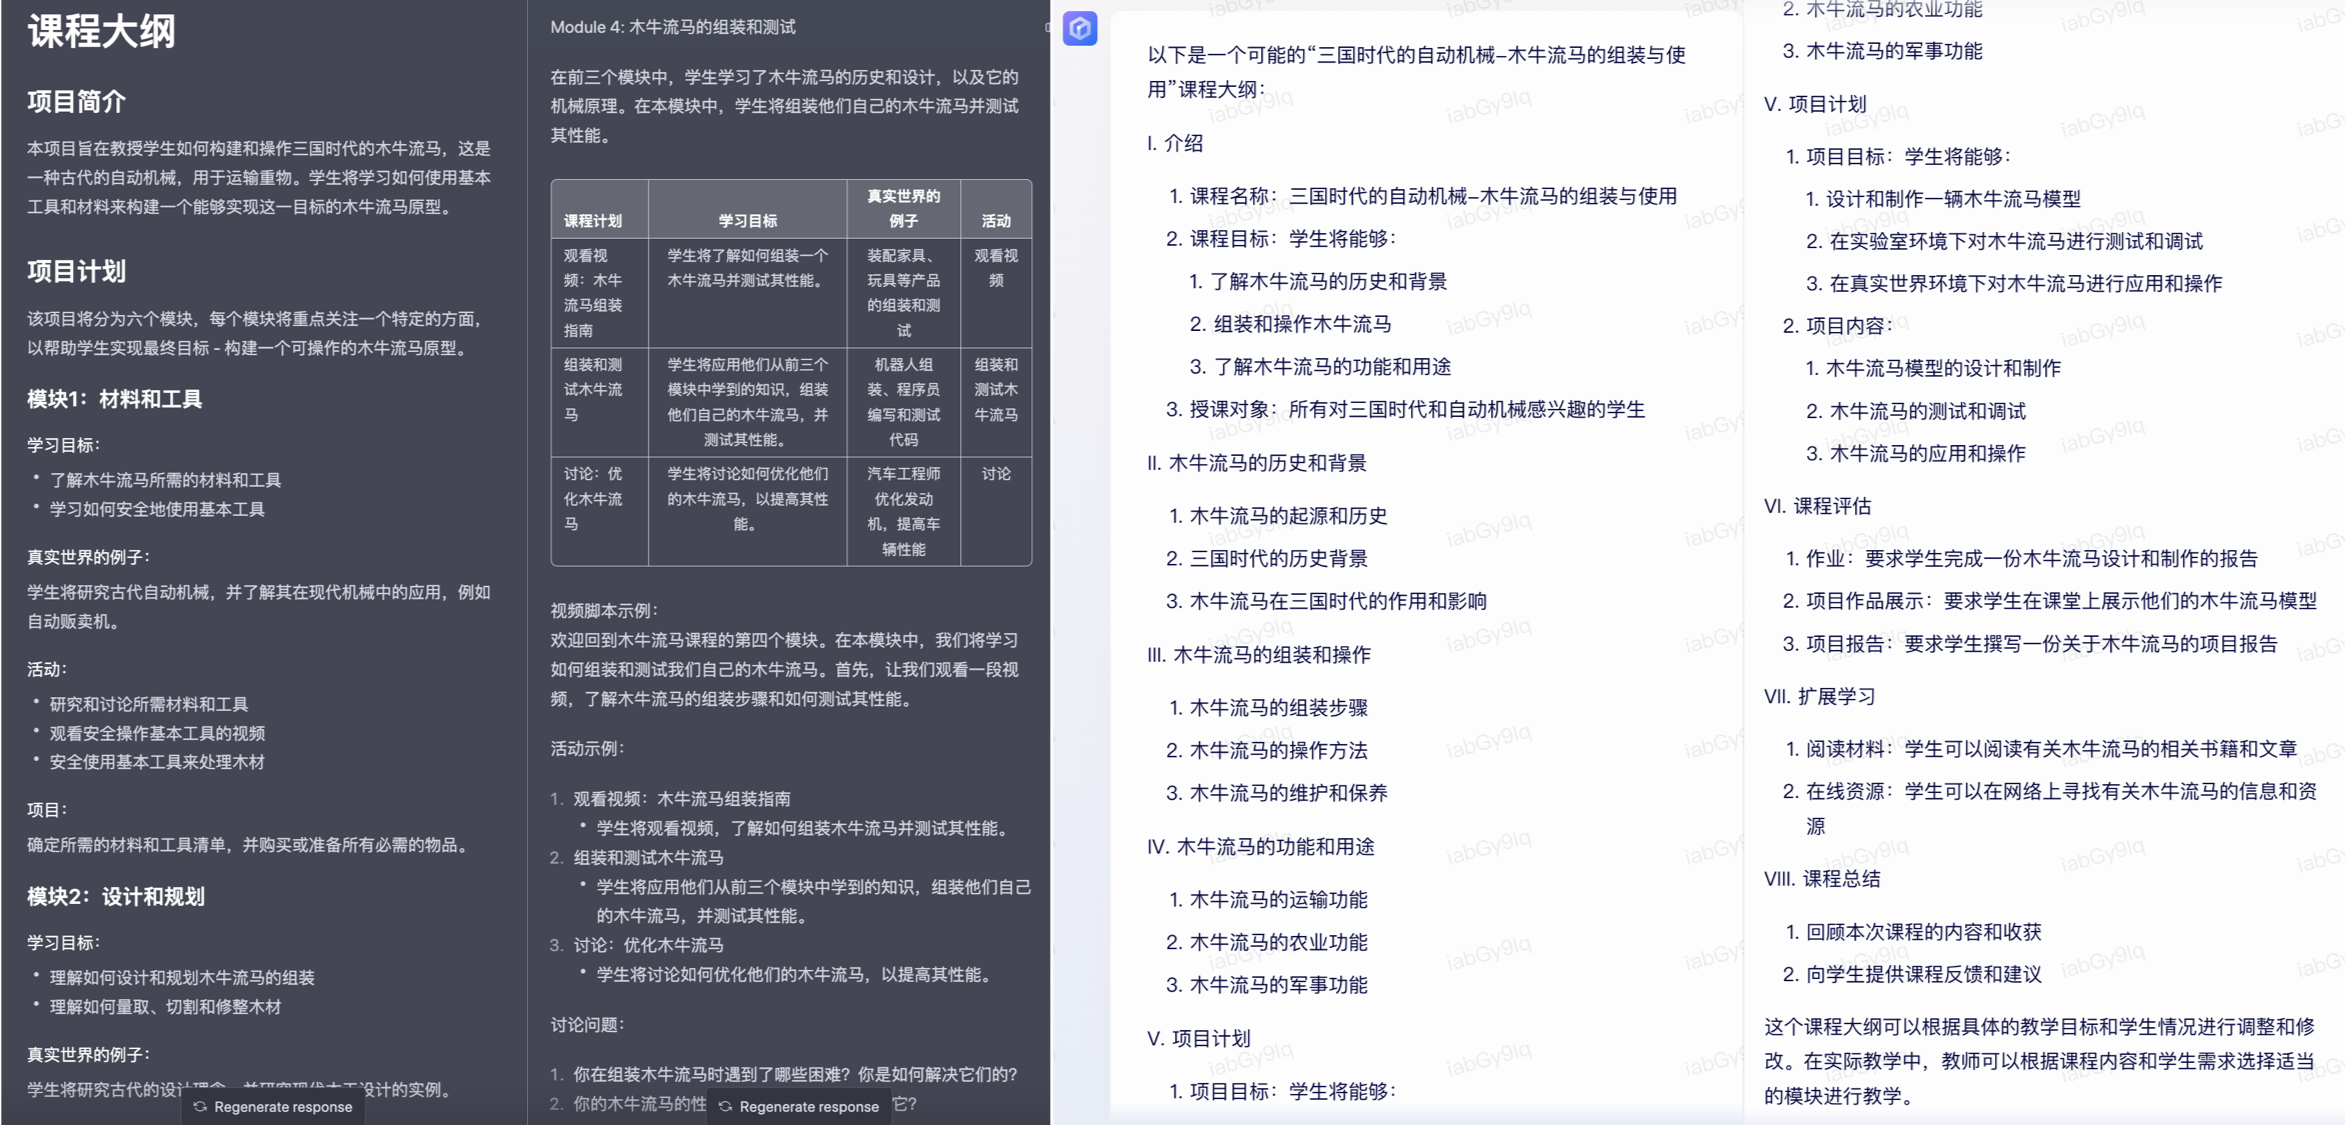 课程大纲
项目简介
本项目旨在教授学生如何构建和操作三国时代的木牛流马，这是
一种古代的自动机械，用于运输重物。学生将学习如何使用基本
工具和材料来构建一个能够实现这一目标的木牛流马原型。
项目计划
该项目将分为六个模块，每个模块将重点关注一个特定的方面，
以帮助学生实现最终目标 - 构建一个可操作的木牛流马原型。
模块1：材料和工具
学习目标：
• 了解木牛流马所需的材料和工具
• 学习如何安全地使用基本工具
真实世界的例子：
学生将研究古代自动机械，并了解其在现代机械中的应用，例如
自动贩卖机。
活动：
• 研究和讨论所需材料和工具
• 观看安全操作基本工具的视频
• 安全使用基本工具来处理木材
项目：
确定所需的材料和工具清单，并购买或准备所有必需的物品。
模块2：设计和规划
学习目标：
• 理解如何设计和规划木牛流马的组装
• 理解如何量取、切割和修整木材
真实世界的例子：
学生将研究古代的设计理念，并研究现代木工设计的实例。
Regenerate response
Module 4: 木牛流马的组装和测试
在前三个模块中，学生学习了木牛流马的历史和设计，以及它的
机械原理。在本模块中，学生将组装他们自己的木牛流马并测试
其性能。
课程计划 学习目标 真实世界的
例子 活动
观看视
频：木牛
流马组装
指南
学生将了解如何组装一个
木牛流马并测试其性能。
装配家具、
玩具等产品
的组装和测
试
观看视
频
组装和测
试木牛流
马
学生将应用他们从前三个
模块中学到的知识，组装
他们自己的木牛流马，并
测试其性能。
机器人组
装、程序员
编写和测试
代码
组装和
测试木
牛流马
讨论：优
化木牛流
马
学生将讨论如何优化他们
的木牛流马，以提高其性
能。
汽车工程师
优化发动
机，提高车
辆性能
讨论
视频脚本示例：
欢迎回到木牛流马课程的第四个模块。在本模块中，我们将学习
如何组装和测试我们自己的木牛流马。首先，让我们观看一段视
频，了解木牛流马的组装步骤和如何测试其性能。
活动示例：
1. 观看视频：木牛流马组装指南
• 学生将观看视频，了解如何组装木牛流马并测试其性能。
2. 组装和测试木牛流马
• 学生将应用他们从前三个模块中学到的知识，组装他们自己
的木牛流马，并测试其性能。
3. 讨论：优化木牛流马
• 学生将讨论如何优化他们的木牛流马，以提高其性能。
讨论问题：
1. 你在组装木牛流马时遇到了哪些困难？你是如何解决它们的？
2. 你的木牛流马的性 它？
Regenerate response
以下是一个可能的“三国时代的自动机械–木牛流马的组装与使
用”课程大纲：
I. 介绍
1. 课程名称：三国时代的自动机械–木牛流马的组装与使用
2. 课程目标：学生将能够：
1. 了解木牛流马的历史和背景
2. 组装和操作木牛流马
3. 了解木牛流马的功能和用途
3. 授课对象：所有对三国时代和自动机械感兴趣的学生
II. 木牛流马的历史和背景
1. 木牛流马的起源和历史
2. 三国时代的历史背景
3. 木牛流马在三国时代的作用和影响
III. 木牛流马的组装和操作
1. 木牛流马的组装步骤
2. 木牛流马的操作方法
3. 木牛流马的维护和保养
IV. 木牛流马的功能和用途
1. 木牛流马的运输功能
2. 木牛流马的农业功能
3. 木牛流马的军事功能
V. 项目计划
1. 项目目标：学生将能够：
2. 木牛流马的农业功能
3. 木牛流马的军事功能
V. 项目计划
1. 项目目标：学生将能够：
1. 设计和制作一辆木牛流马模型
2. 在实验室环境下对木牛流马进行测试和调试
3. 在真实世界环境下对木牛流马进行应用和操作
2. 项目内容：
1. 木牛流马模型的设计和制作
2. 木牛流马的测试和调试
3. 木牛流马的应用和操作
VI. 课程评估
1. 作业：要求学生完成一份木牛流马设计和制作的报告
2. 项目作品展示：要求学生在课堂上展示他们的木牛流马模型
3. 项目报告：要求学生撰写一份关于木牛流马的项目报告
VII. 扩展学习
1. 阅读材料：学生可以阅读有关木牛流马的相关书籍和文章
2. 在线资源：学生可以在网络上寻找有关木牛流马的信息和资
源
VIII. 课程总结
1. 回顾本次课程的内容和收获
2. 向学生提供课程反馈和建议
这个课程大纲可以根据具体的教学目标和学生情况进行调整和修
改。在实际教学中，教师可以根据课程内容和学生需求选择适当
的模块进行教学。